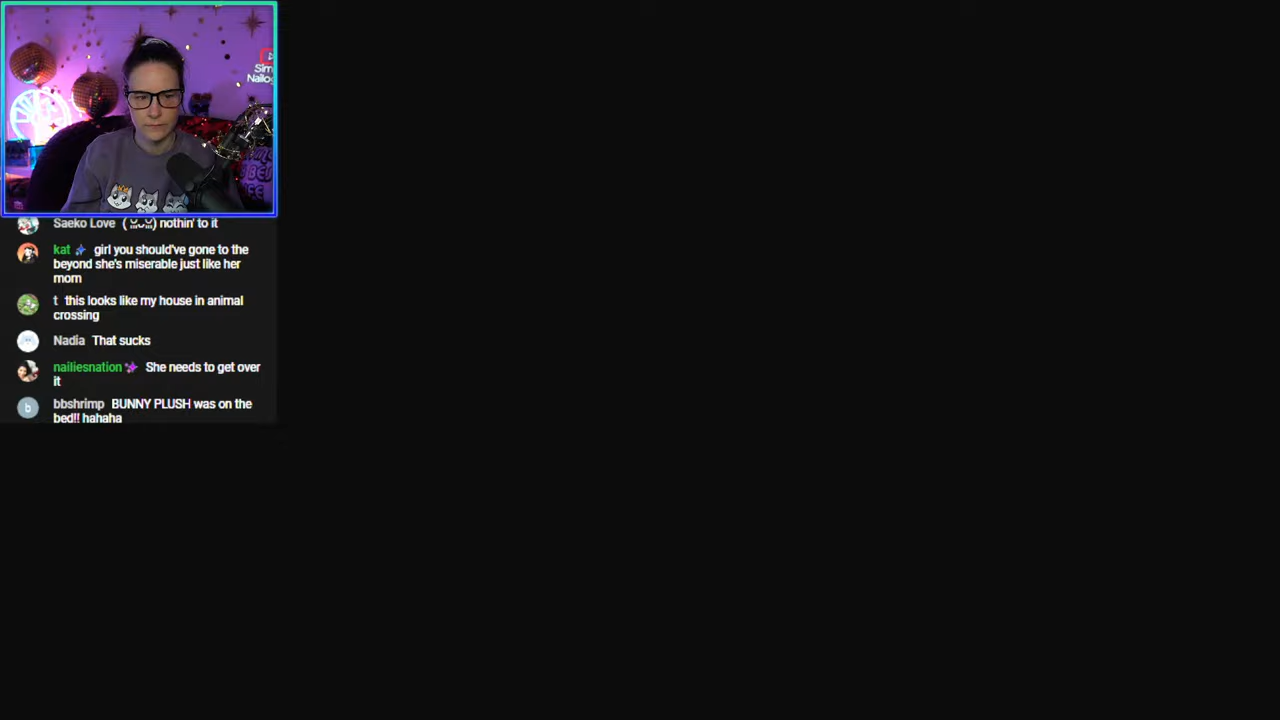 Sim
Nailog
Saeko Love nothin' to it
kat girl you should've gone to the
beyond she's miserable just like her
mom
t this looks like my house in animal
crossing
Nadia That sucks
nailiesnation She needs to get over
it
b bbshrimp BUNNY PLUSH was on the
bed!! hahaha